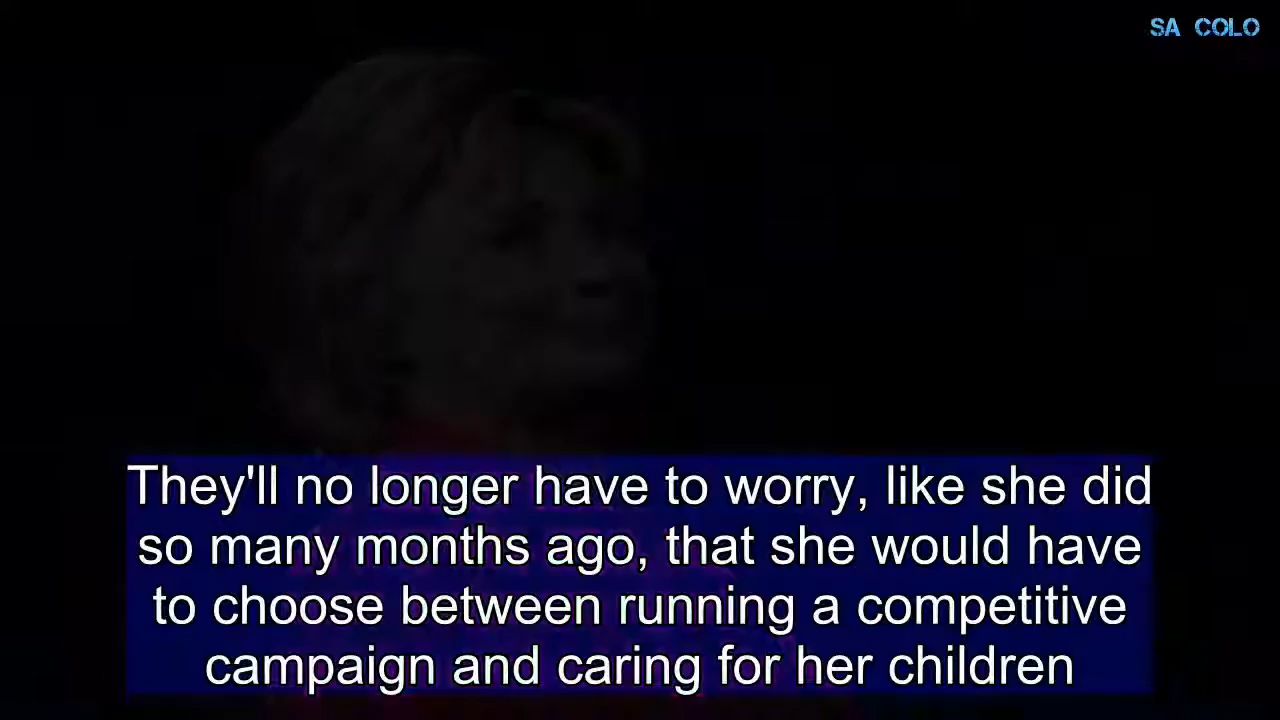 SA COLO
They'll no longer have to worry, like she did
so many months ago, that she would have
to choose between running a competitive
campaign and caring for her children